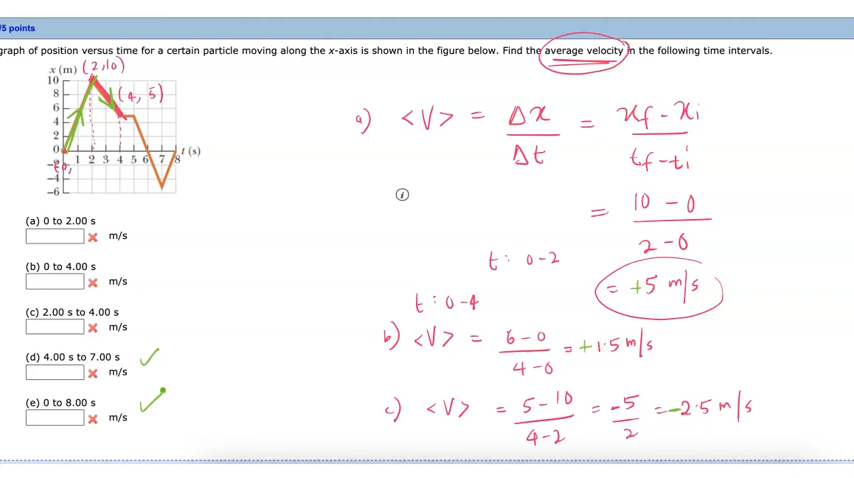 /5 points
graph of position versus time for a certain particle moving along the x-axis is shown in the figure below. Find the average velocity in the following time intervals.
x (m)
(2,10)
(4, 5)
10
8
6
4
2
0
−2
−4
−6
1 2 3 4 5 6 7 8
t (s)
a) <V> = Δx / Δt = xf - xi / tf - ti
= 10 - 0 / 2 - 0
t: 0-2
= +5 m/s
t: 0-4
b) <V> = 6-0 / 4-0 = +1.5 m/s
c) <V> = 5-10 / 4-2 = -5 / 2 = -2.5 m/s
(a) 0 to 2.00 s
m/s
(b) 0 to 4.00 s
m/s
(c) 2.00 s to 4.00 s
m/s
(d) 4.00 s to 7.00 s
m/s
(e) 0 to 8.00 s
m/s